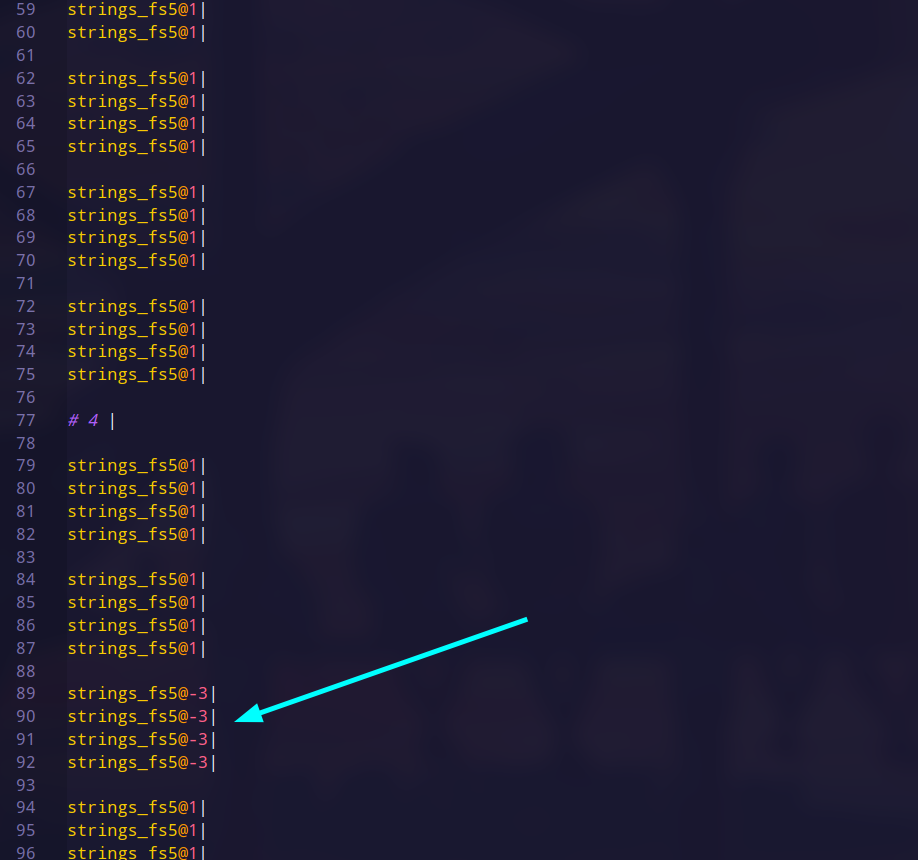 59 strings_fs5@1|
60 strings_fs5@1|
61
62 strings_fs5@1|
63 strings_fs5@1|
64 strings_fs5@1|
65 strings_fs5@1|
66
67 strings_fs5@1|
68 strings_fs5@1|
69 strings_fs5@1|
70 strings_fs5@1|
71
72 strings_fs5@1|
73 strings_fs5@1|
74 strings_fs5@1|
75 strings_fs5@1|
76
77 # 4 |
78
79 strings_fs5@1|
80 strings_fs5@1|
81 strings_fs5@1|
82 strings_fs5@1|
83
84 strings_fs5@1|
85 strings_fs5@1|
86 strings_fs5@1|
87 strings_fs5@1|
88
89 strings_fs5@-3|
90 strings_fs5@-3|
91 strings_fs5@-3|
92 strings_fs5@-3|
93
94 strings_fs5@1|
95 strings_fs5@1|
96 strings_fs5@1|